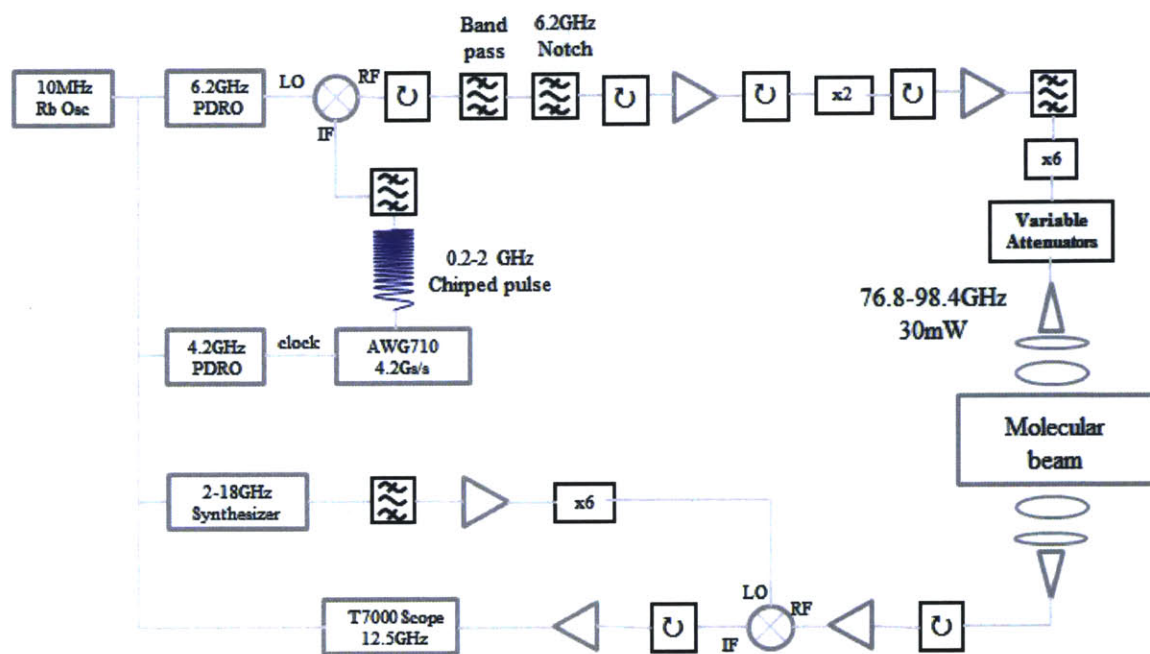 Band
pass
6.2GHz
Notch
10MHz
Rb Osc
6.2GHz
PDRO
LO
RF
IF
x2
x6
Variable
Attenuators
0.2-2 GHz
Chirped pulse
76.8-98.4GHz
30mW
4.2GHz
PDRO
clock
AWG710
4.2Gs/s
Molecular
beam
2-18GHz
Synthesizer
x6
LO
RF
IF
T7000 Scope
12.5GHz